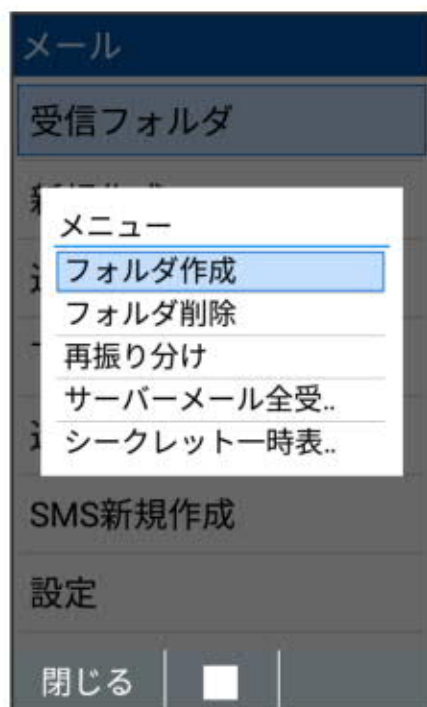 メール
受信フォルダ
メニュー
フォルダ作成
フォルダ削除
再振り分け
サーバーメール全受..
シークレット一時表..
SMS新規作成
設定
閉じる